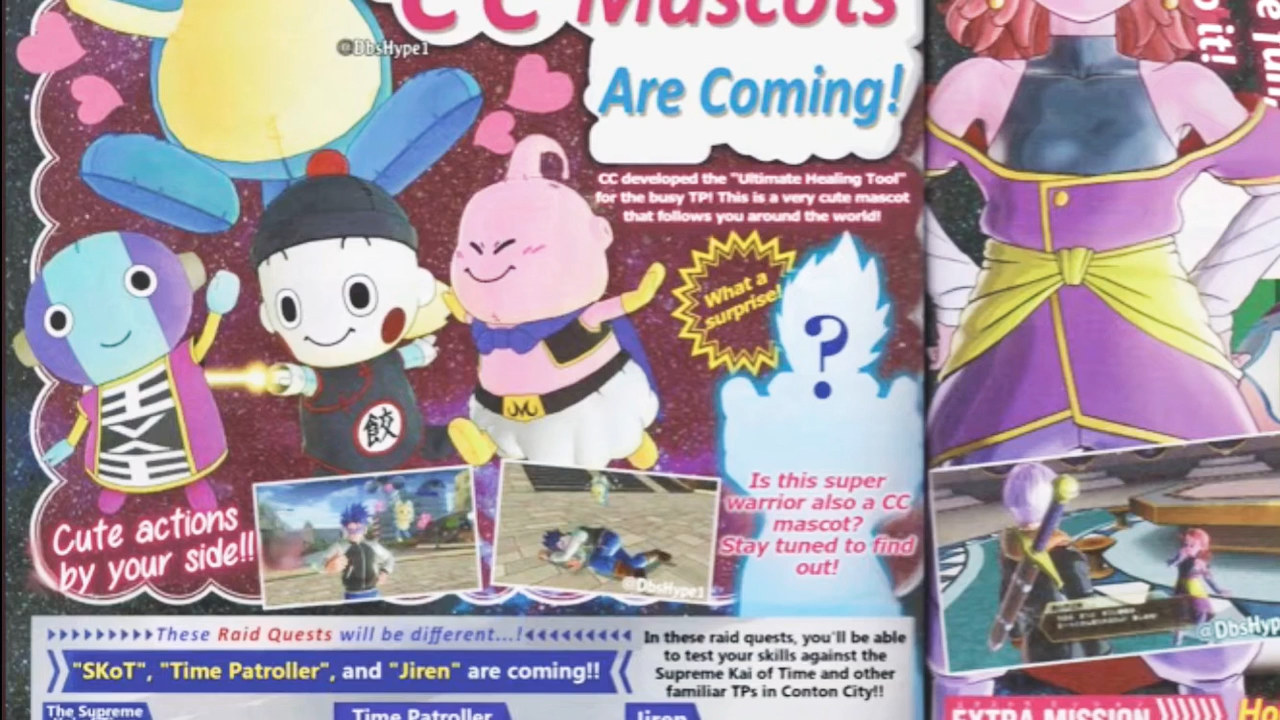 CC Mascots
@DbsHype1
Are Coming!
CC developed the "Ultimate Healing Tool"
for the busy TP! This is a very cute mascot
that follows you around the world!
What a
surprise!
?
餃
Is this super
warrior also a CC
mascot?
Stay tuned to find
out!
Cute actions
by your side!!
@DbsHype1
These Raid Quests will be different...!
"SKoT", "Time Patroller", and "Jiren" are coming!!
In these raid quests, you'll be able
to test your skills against the
Supreme Kai of Time and other
familiar TPs in Conton City!!
The Supreme
Time Patroller
Jiren
it!
@DbsHyp
EXTRA MISSION